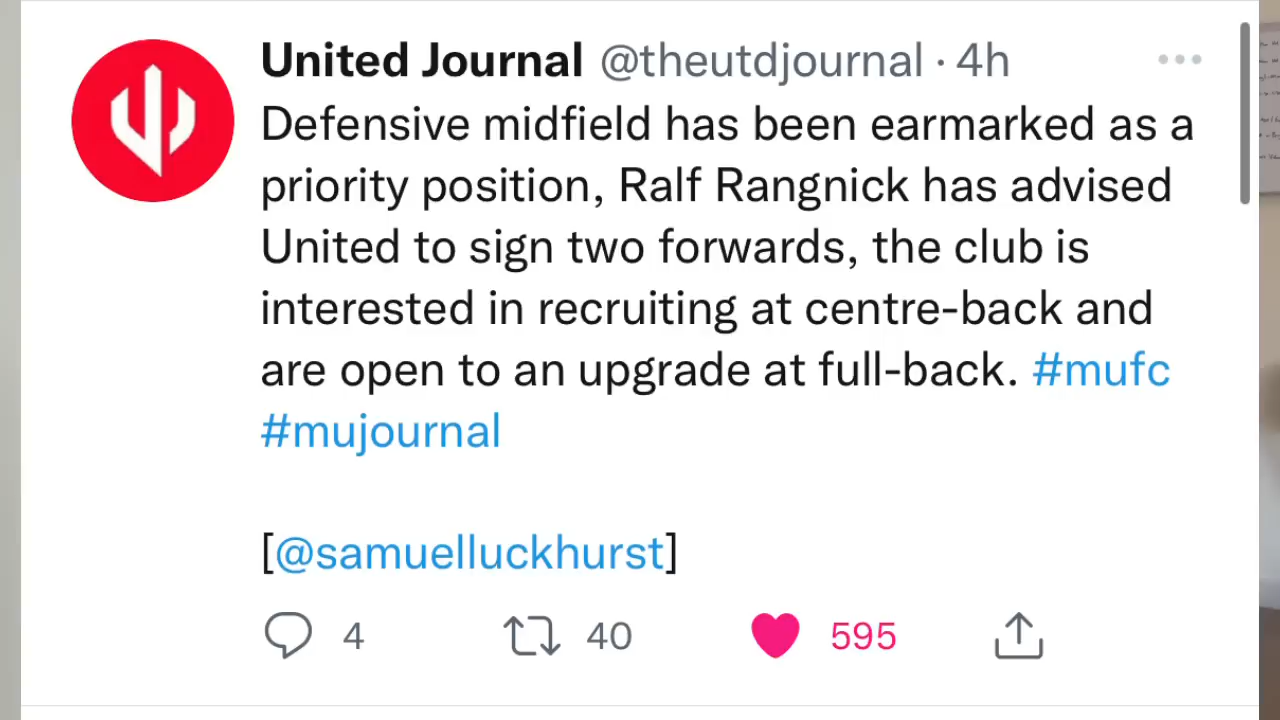 United Journal @theutdjournal · 4h
Defensive midfield has been earmarked as a
priority position, Ralf Rangnick has advised
United to sign two forwards, the club is
interested in recruiting at centre-back and
are open to an upgrade at full-back. #mufc
#mujournal
[@samuelluckhurst]
4 40 595